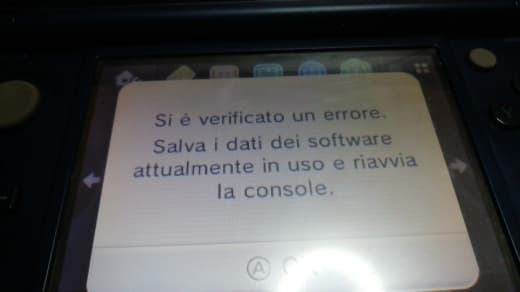 Si è verificato un errore.
Salva i dati dei software
attualmente in uso e riavvia
la console.
A